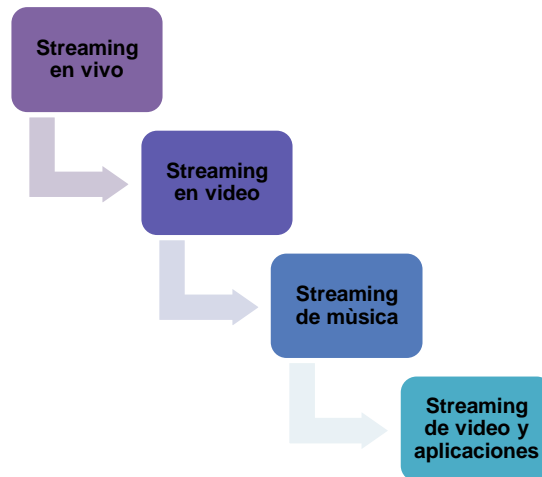 Streaming
en vivo
Streaming
en video
Streaming
de mùsica
Streaming
de video y
aplicaciones